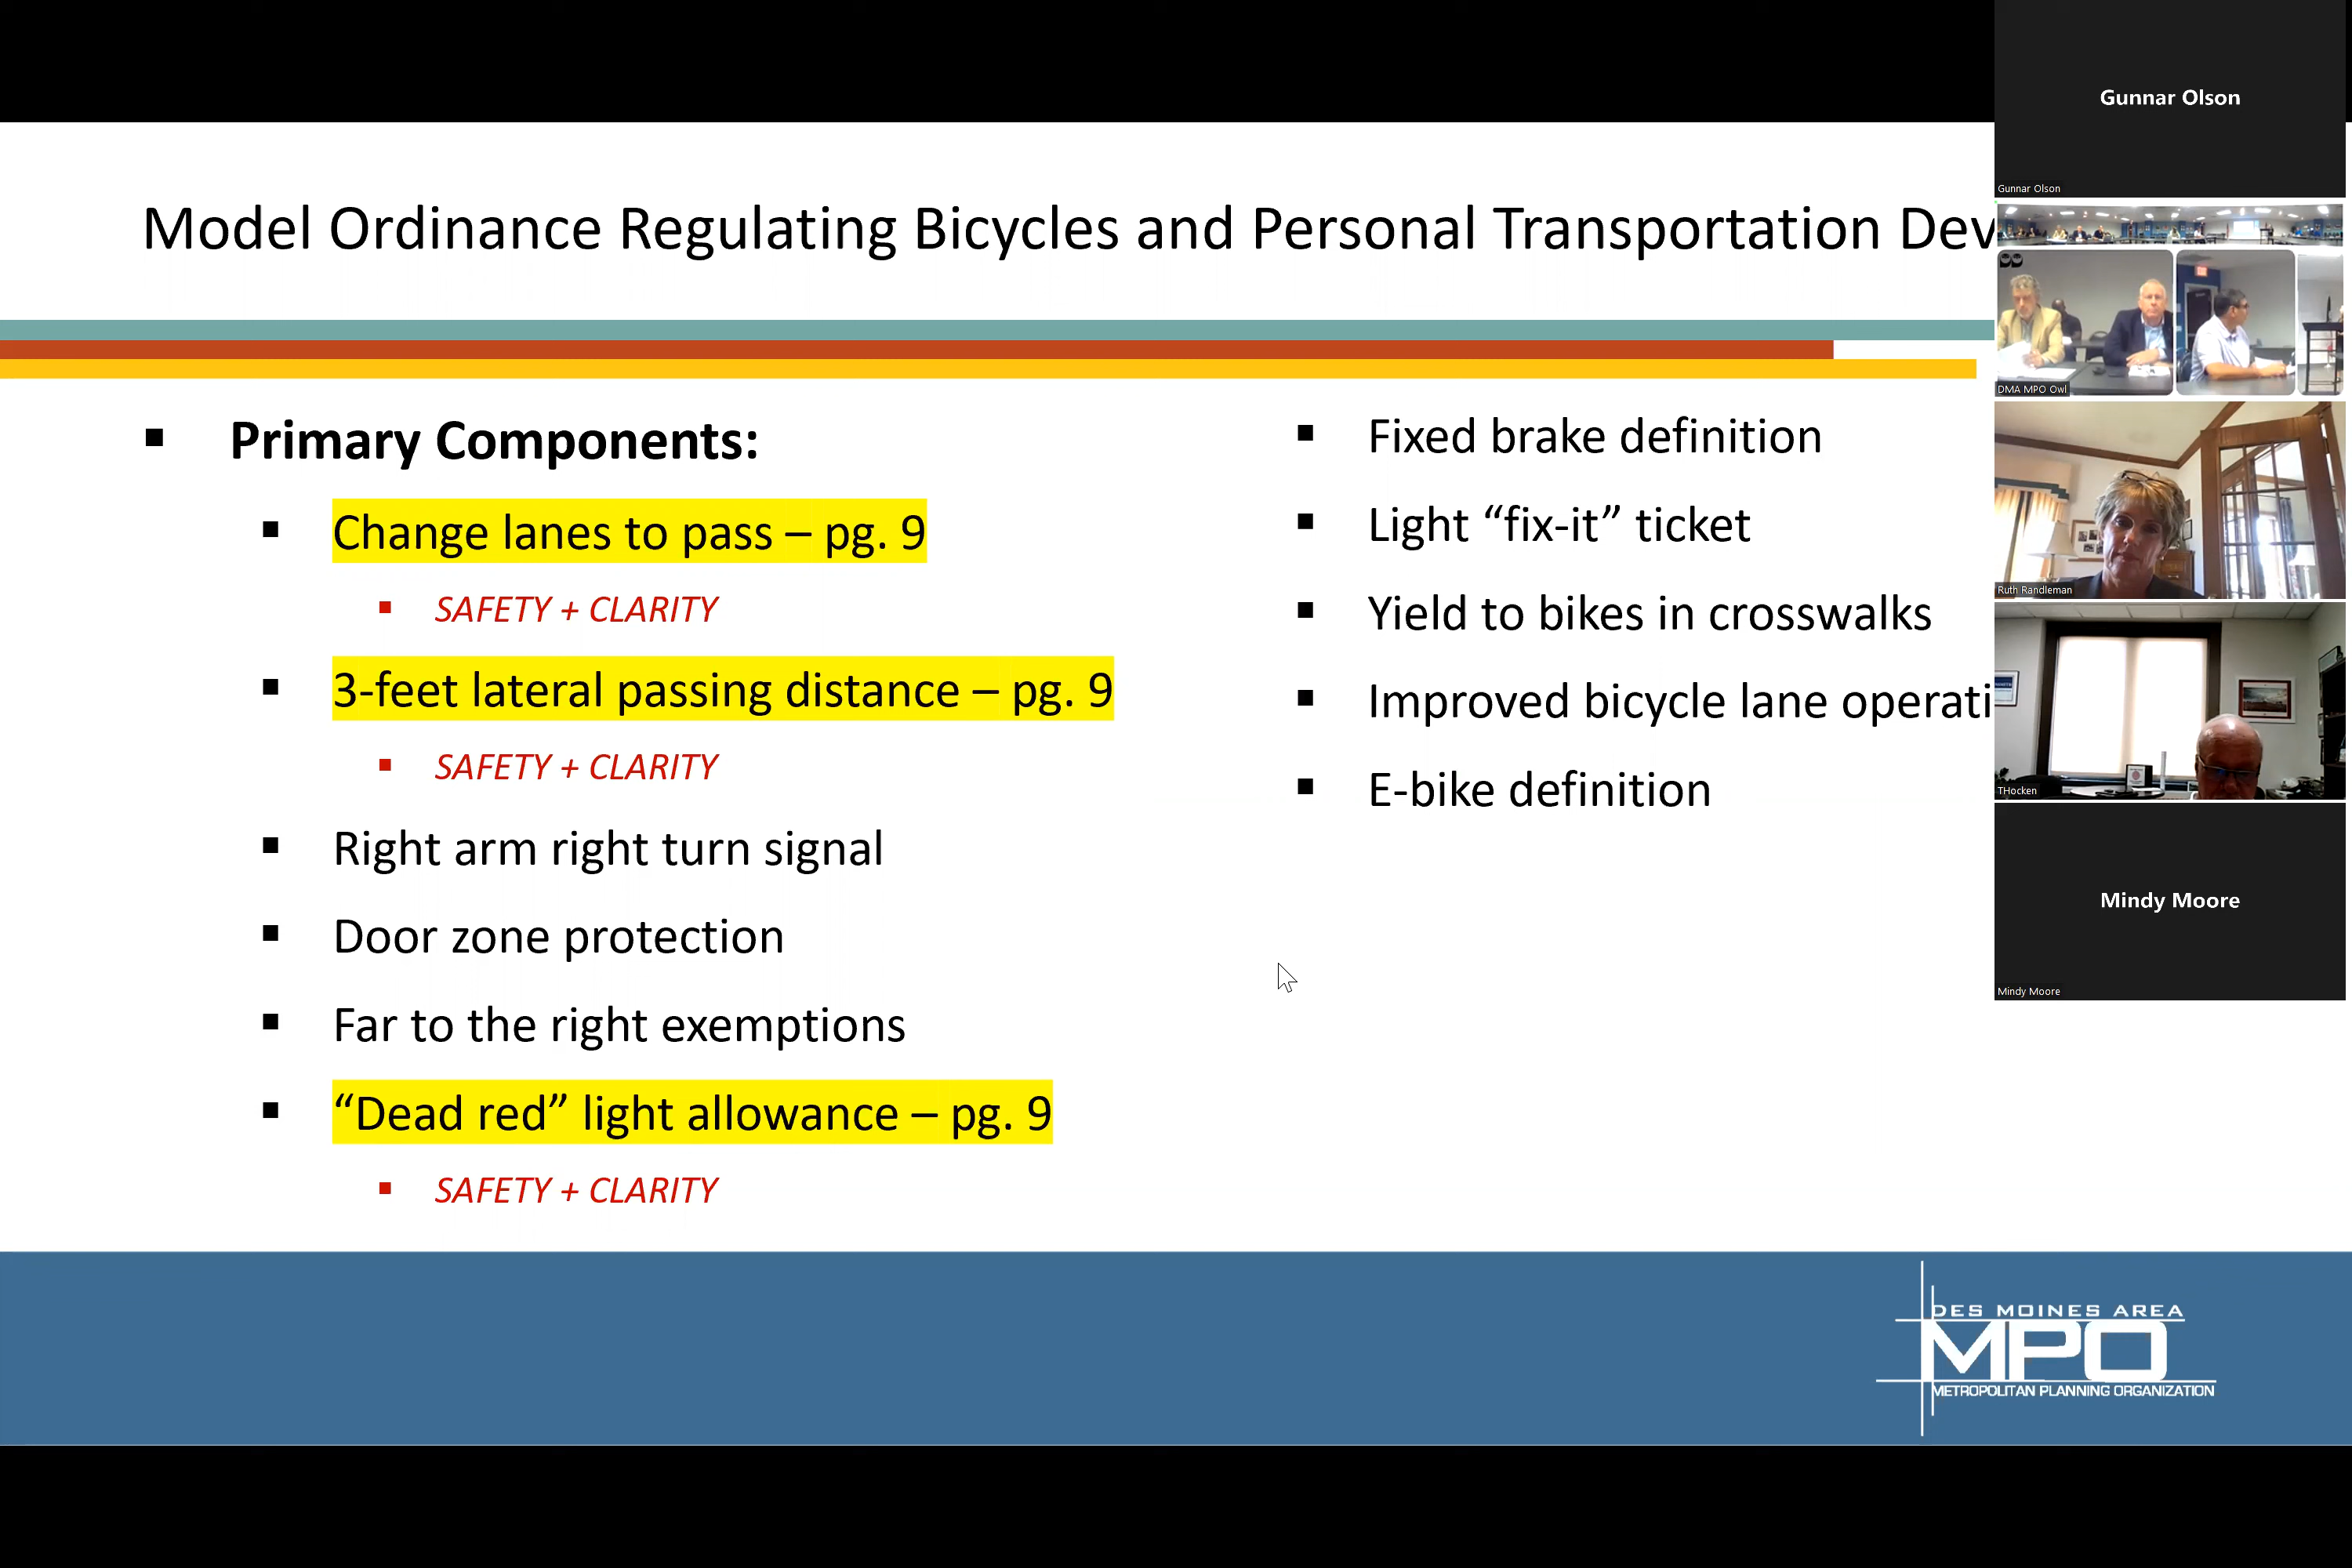 Model Ordinance Regulating Bicycles and Personal Transportation Dev
Primary Components:
Change lanes to pass – pg. 9
SAFETY + CLARITY
3-feet lateral passing distance – pg. 9
SAFETY + CLARITY
Right arm right turn signal
Door zone protection
Far to the right exemptions
“Dead red” light allowance – pg. 9
SAFETY + CLARITY
Fixed brake definition
Light “fix-it” ticket
Yield to bikes in crosswalks
Improved bicycle lane operati
E-bike definition
Gunnar Olson
Gunnar Olson
DMA MPO Owl
Ruth Randleman
THocken
Mindy Moore
Mindy Moore
DES MOINES AREA
MPO
METROPOLITAN PLANNING ORGANIZATION